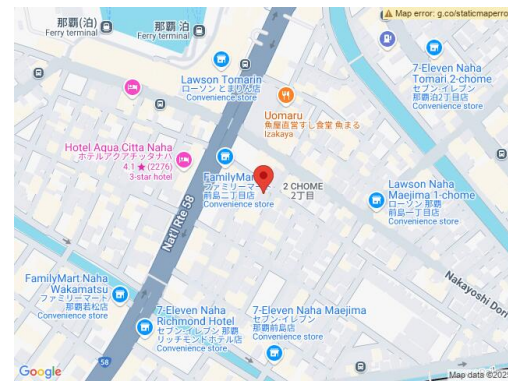 那覇(泊)
Ferry terminal
那覇 泊
Ferry terminal
Map error: g.co/staticmaperro
Lawson Tomarin
ローソン とまりん店
Convenience store
7-Eleven Naha
Tomari 2-chome
セブン-イレブン
那覇泊2丁目店
Convenience store
Uomaru
魚屋直営すし食堂 魚まる
Izakaya
Hotel Aqua Citta Naha
ホテルアクアチッタナハ
4.1★(2276)
3-star hotel
FamilyMart
ファミリーマート
前島二丁目店
Convenience store
2 CHOME
2丁目
Lawson Naha
Maejima 1-chome
ローソン 那覇
前島一丁目店
Convenience store
Nat'l Rte 58
Nakayoshi Dori
FamilyMart Naha
Wakamatsu
ファミリーマート
那覇若松店
Convenience store
7-Eleven Naha
Richmond Hotel
セブン-イレブン 那覇
リッチモンドホテル店
Convenience store
7-Eleven Naha Maejima
セブン-イレブン
那覇前島店
Convenience store
58
Google
Map data ©2025